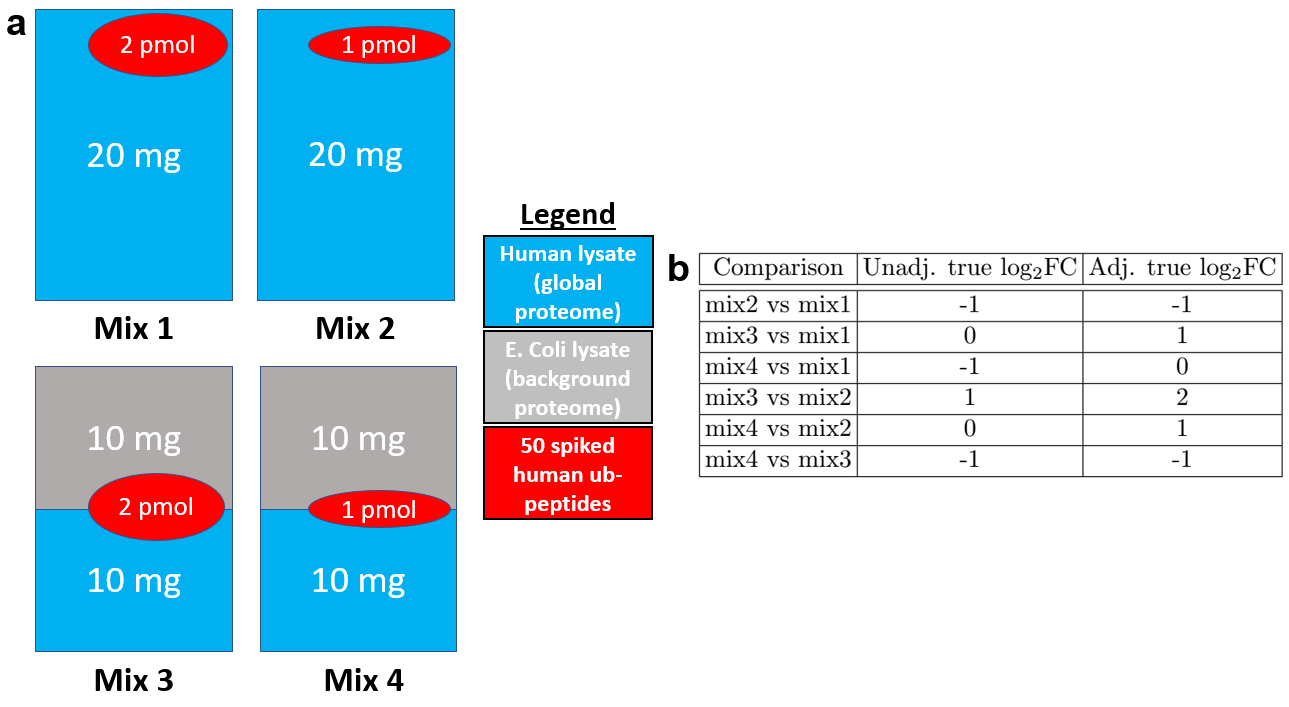 a
2 pmol
1 pmol
20 mg
20 mg
Mix 1
Mix 2
10 mg
10 mg
2 pmol
1 pmol
10 mg
10 mg
Mix 3
Mix 4
Legend
Human lysate
(global
proteome)
E. Coli lysate
(background
proteome)
50 spiked
human ub-
peptides
b
Comparison Unadj. true log₂FC Adj. true log₂FC
mix2 vs mix1 -1 -1
mix3 vs mix1 0 1
mix4 vs mix1 -1 0
mix3 vs mix2 1 2
mix4 vs mix2 0 1
mix4 vs mix3 -1 -1